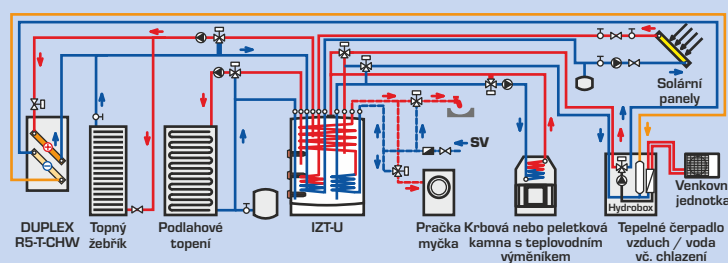 Solární
panely
SV
Hydrobox
DUPLEX
R5-T-CHW
Topný
žebřík
Podlahové
topení
IZT-U
Pračka
myčka
Krbová nebo peletková
kamna s teplovodním
výměníkem
Tepelné čerpadlo
vzduch / voda
vč. chlazení
Venkovn
jednotka